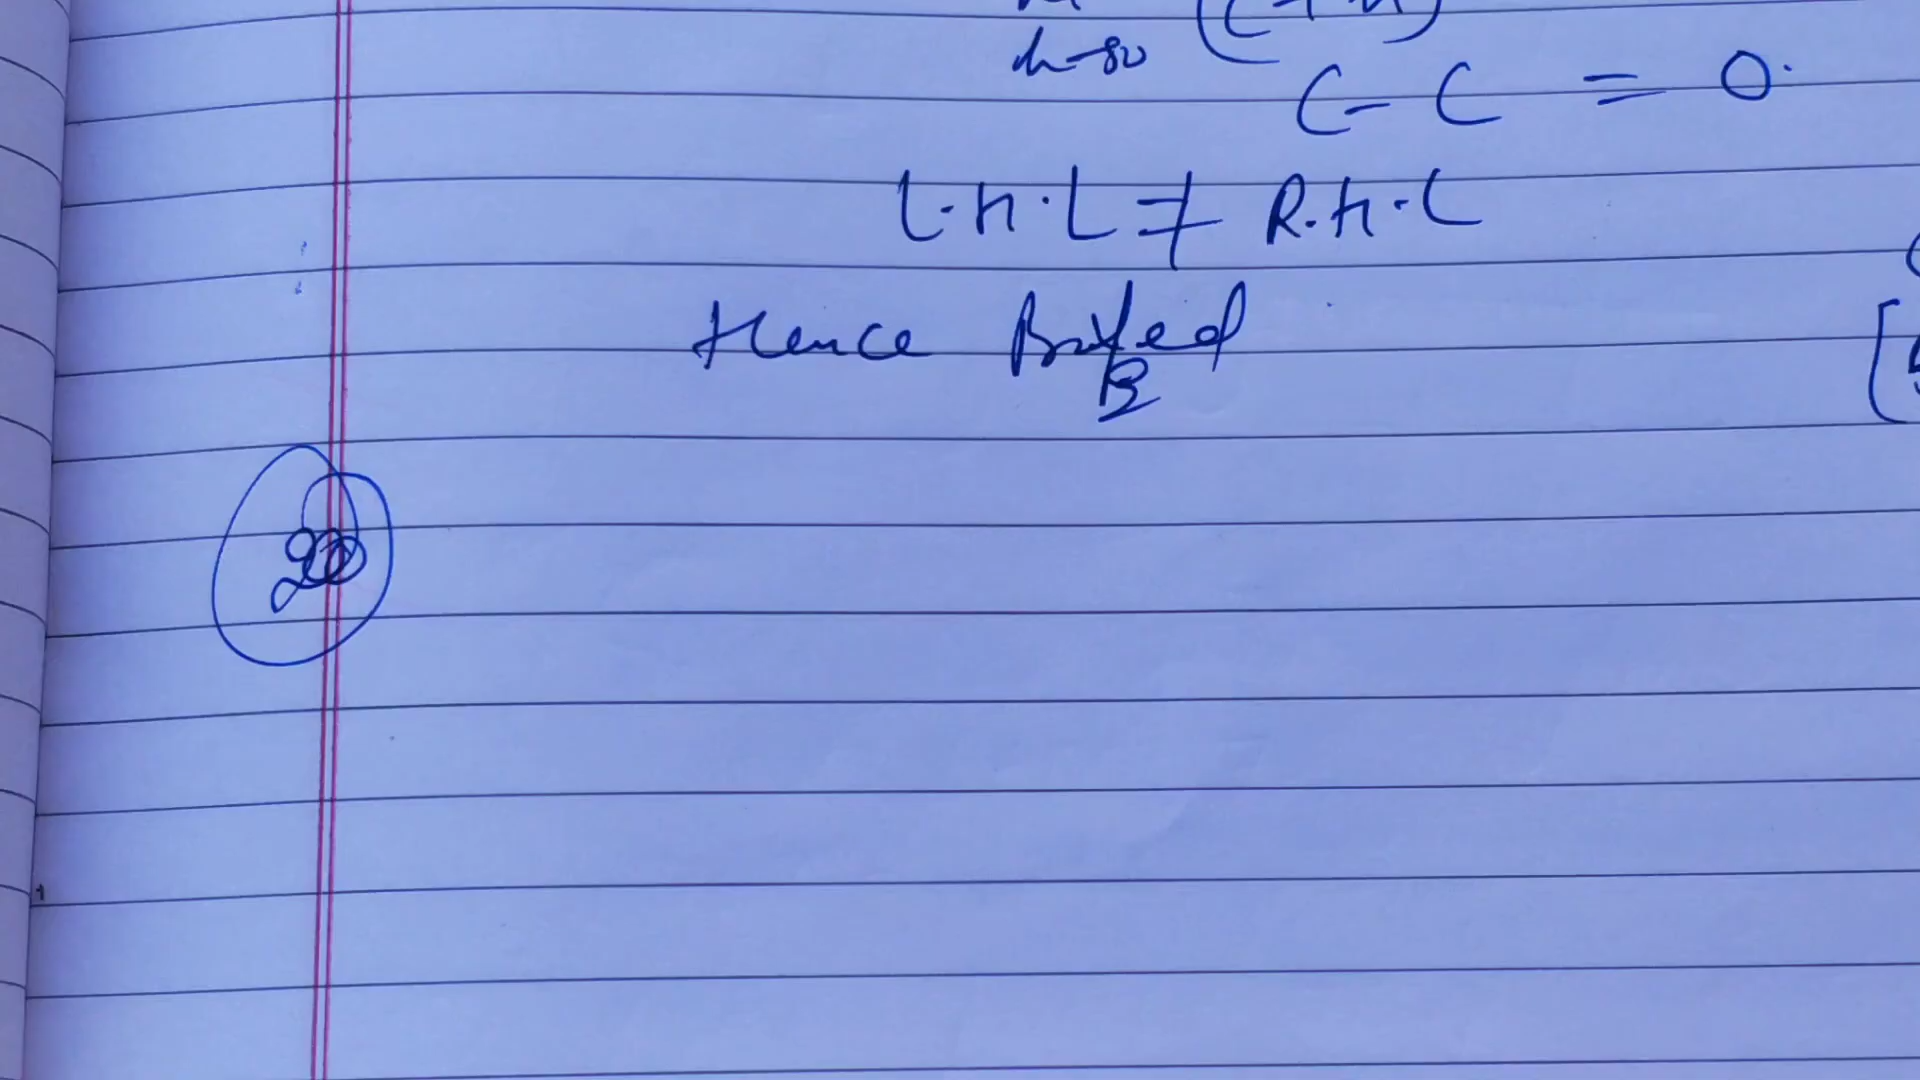 h→0
C - C = 0.
L.H.L ≠ R.H.L
Hence Proved
20